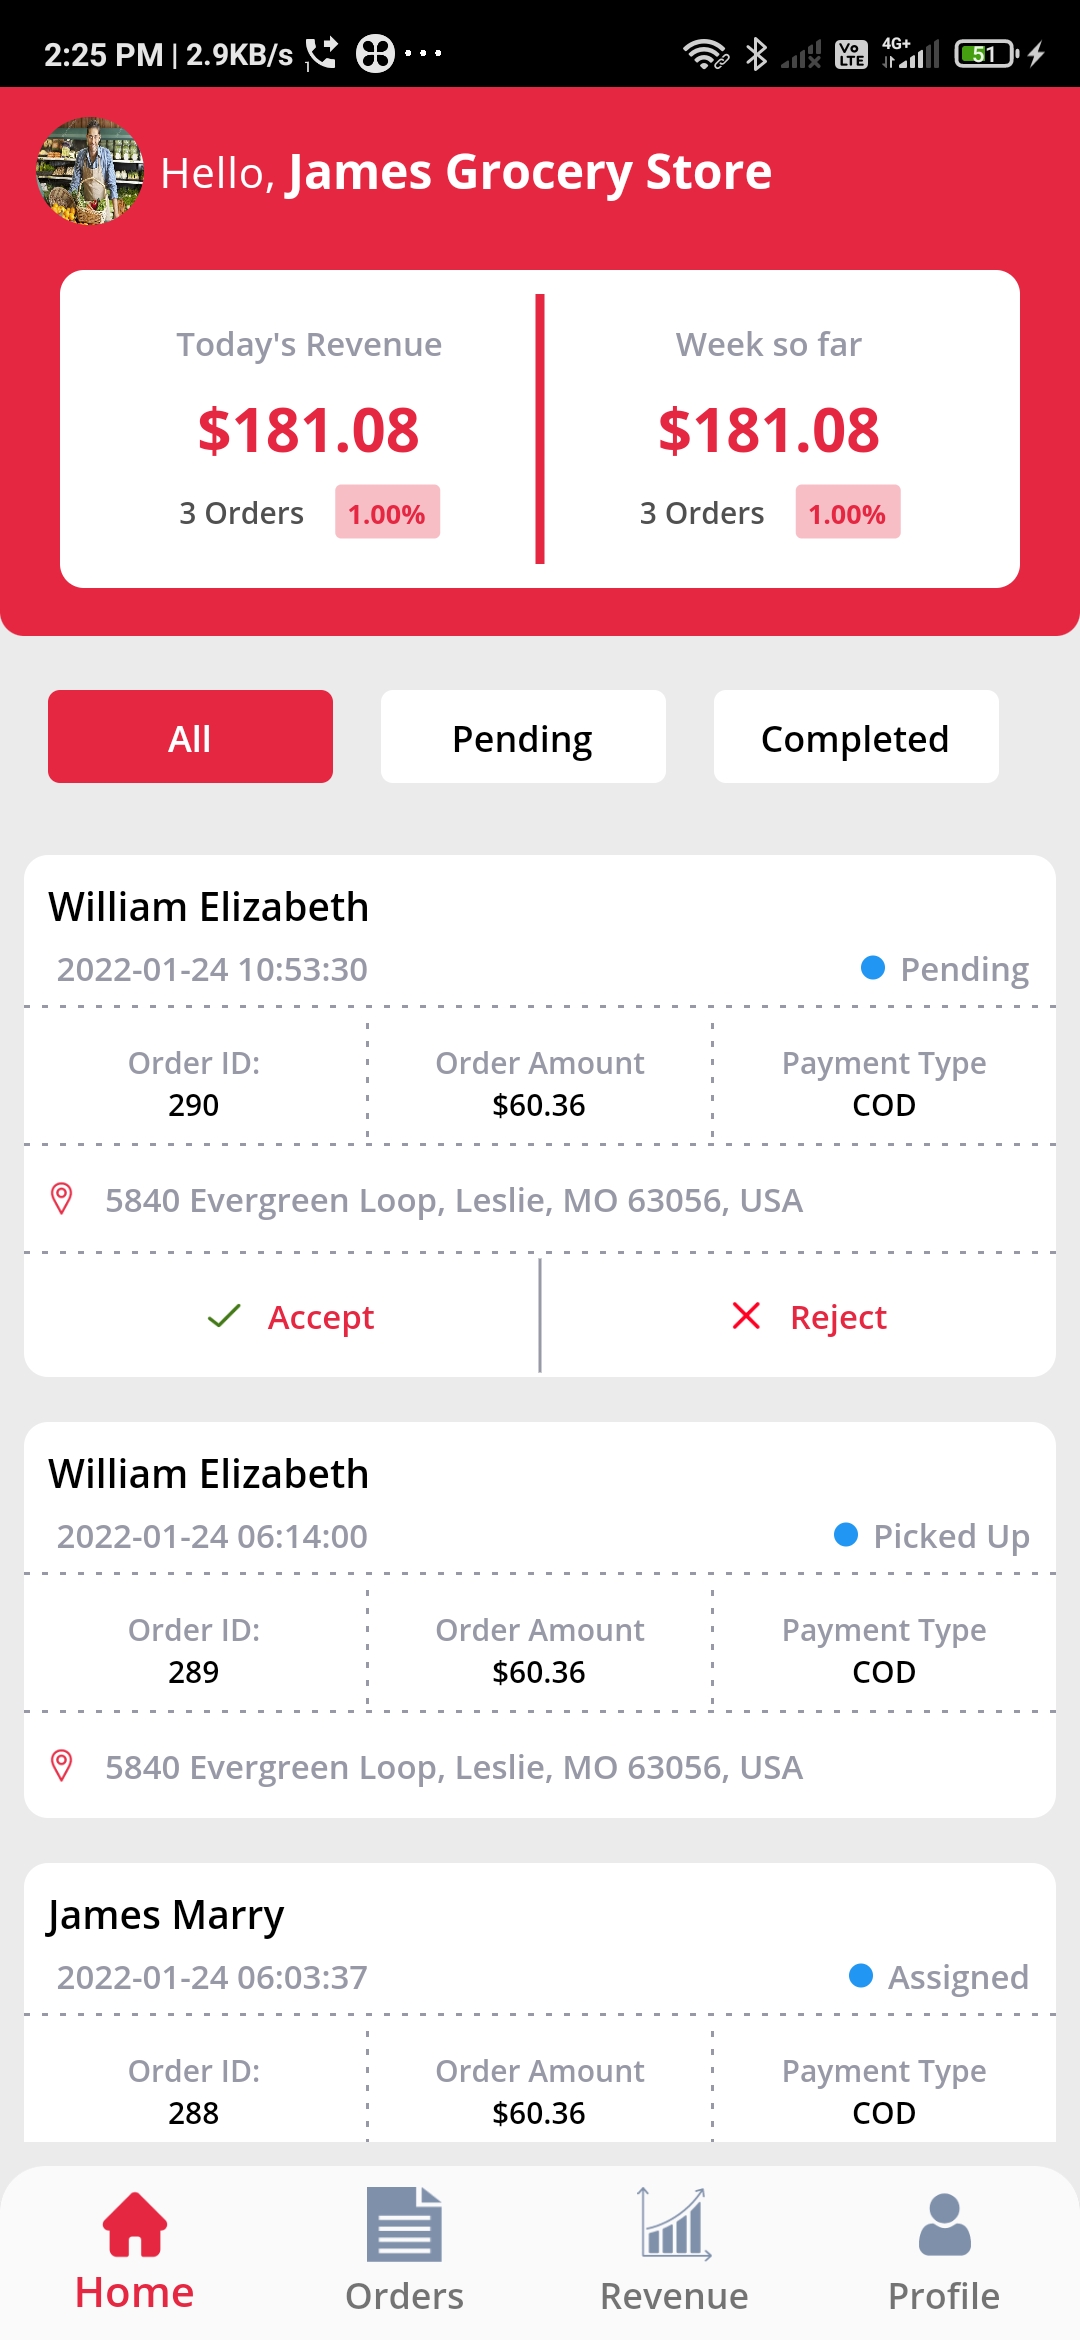 2:25 PM | 2.9KB/s 1 ... Vo LTE 4G+ 51
Hello, James Grocery Store
Today's Revenue Week so far
$181.08 $181.08
3 Orders 1.00% 3 Orders 1.00%
All Pending Completed
William Elizabeth
2022-01-24 10:53:30 Pending
Order ID: Order Amount Payment Type
290 $60.36 COD
5840 Evergreen Loop, Leslie, MO 63056, USA
Accept Reject
William Elizabeth
2022-01-24 06:14:00 Picked Up
Order ID: Order Amount Payment Type
289 $60.36 COD
5840 Evergreen Loop, Leslie, MO 63056, USA
James Marry
2022-01-24 06:03:37 Assigned
Order ID: Order Amount Payment Type
288 $60.36 COD
Home Orders Revenue Profile